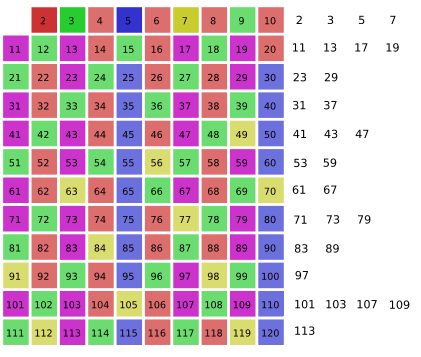 2 3 4 5 6 7 8 9 10 2 3 5 7
11 12 13 14 15 16 17 18 19 20 11 13 17 19
21 22 23 24 25 26 27 28 29 30 23 29
31 32 33 34 35 36 37 38 39 40 31 37
41 42 43 44 45 46 47 48 49 50 41 43 47
51 52 53 54 55 56 57 58 59 60 53 59
61 62 63 64 65 66 67 68 69 70 61 67
71 72 73 74 75 76 77 78 79 80 71 73 79
81 82 83 84 85 86 87 88 89 90 83 89
91 92 93 94 95 96 97 98 99 100 97
101 102 103 104 105 106 107 108 109 110 101 103 107 109
111 112 113 114 115 116 117 118 119 120 113